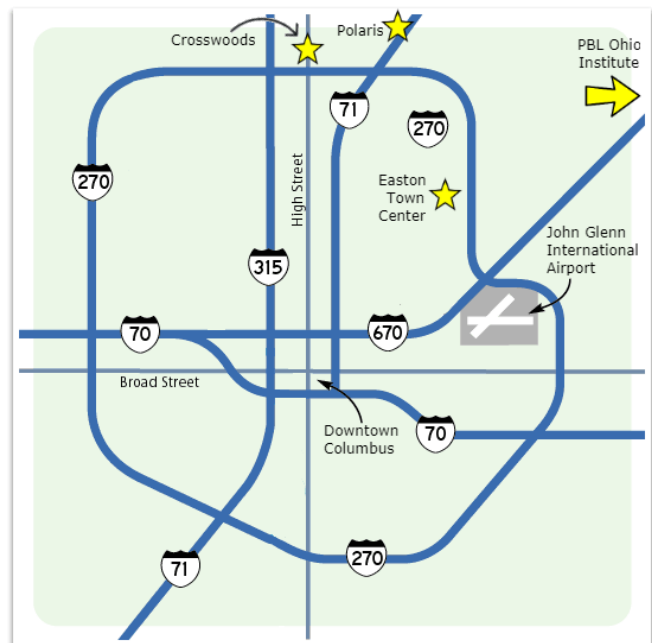 Crosswoods
Polaris
PBL Ohio
Institute
71
270
270
Easton
Town
Center
High Street
John Glenn
International
Airport
315
70
670
Broad Street
Downtown
Columbus
70
270
71